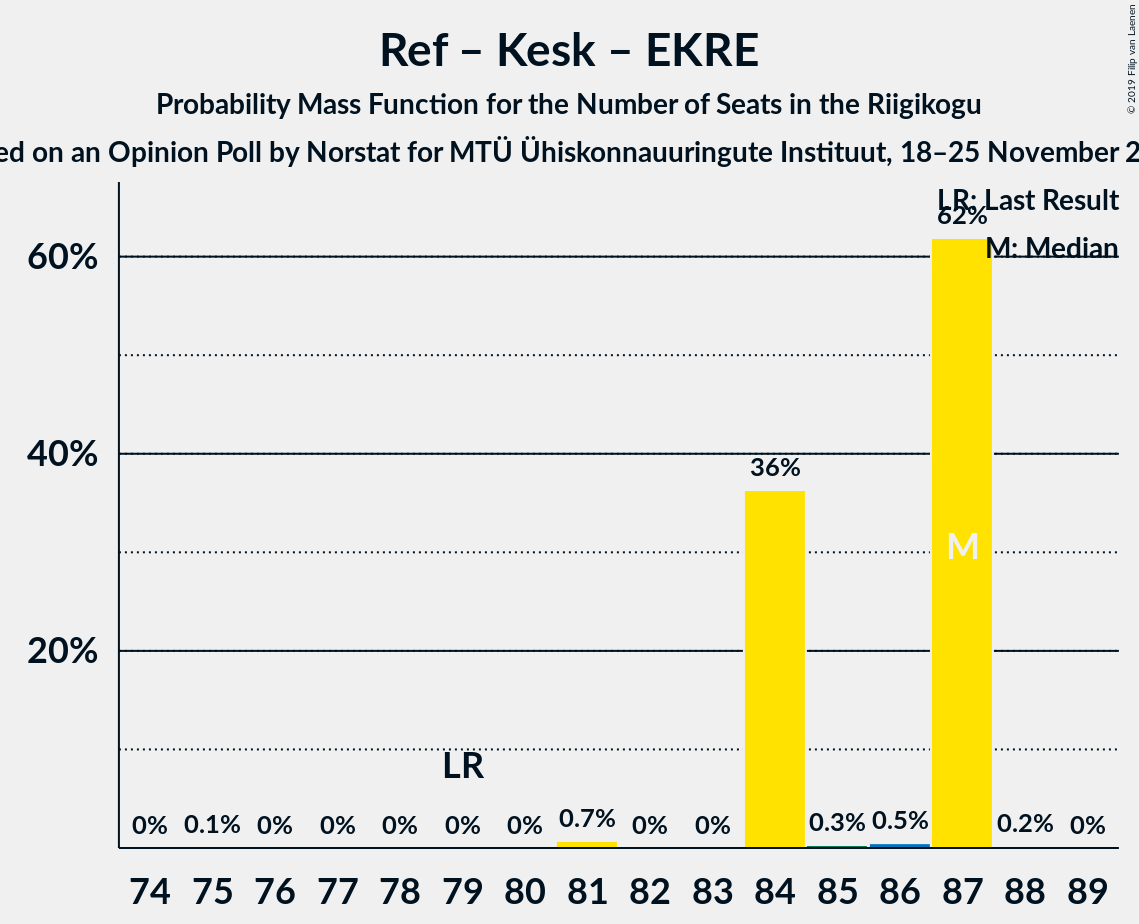 Ref – Kesk – EKRE
Probability Mass Function for the Number of Seats in the Riigikogu
on an Opinion Poll by Norstat for MTÜ Ühiskonnauuringute Instituut, 18–25 November
© 2019 Filip van Laenen
LR: Last Result
M: Median
62%
60%
40%
36%
M
20%
LR
0% 0.1% 0% 0% 0% 0% 0% 0.7% 0% 0% 0.3% 0.5% 0.2% 0%
74 75 76 77 78 79 80 81 82 83 84 85 86 87 88 89